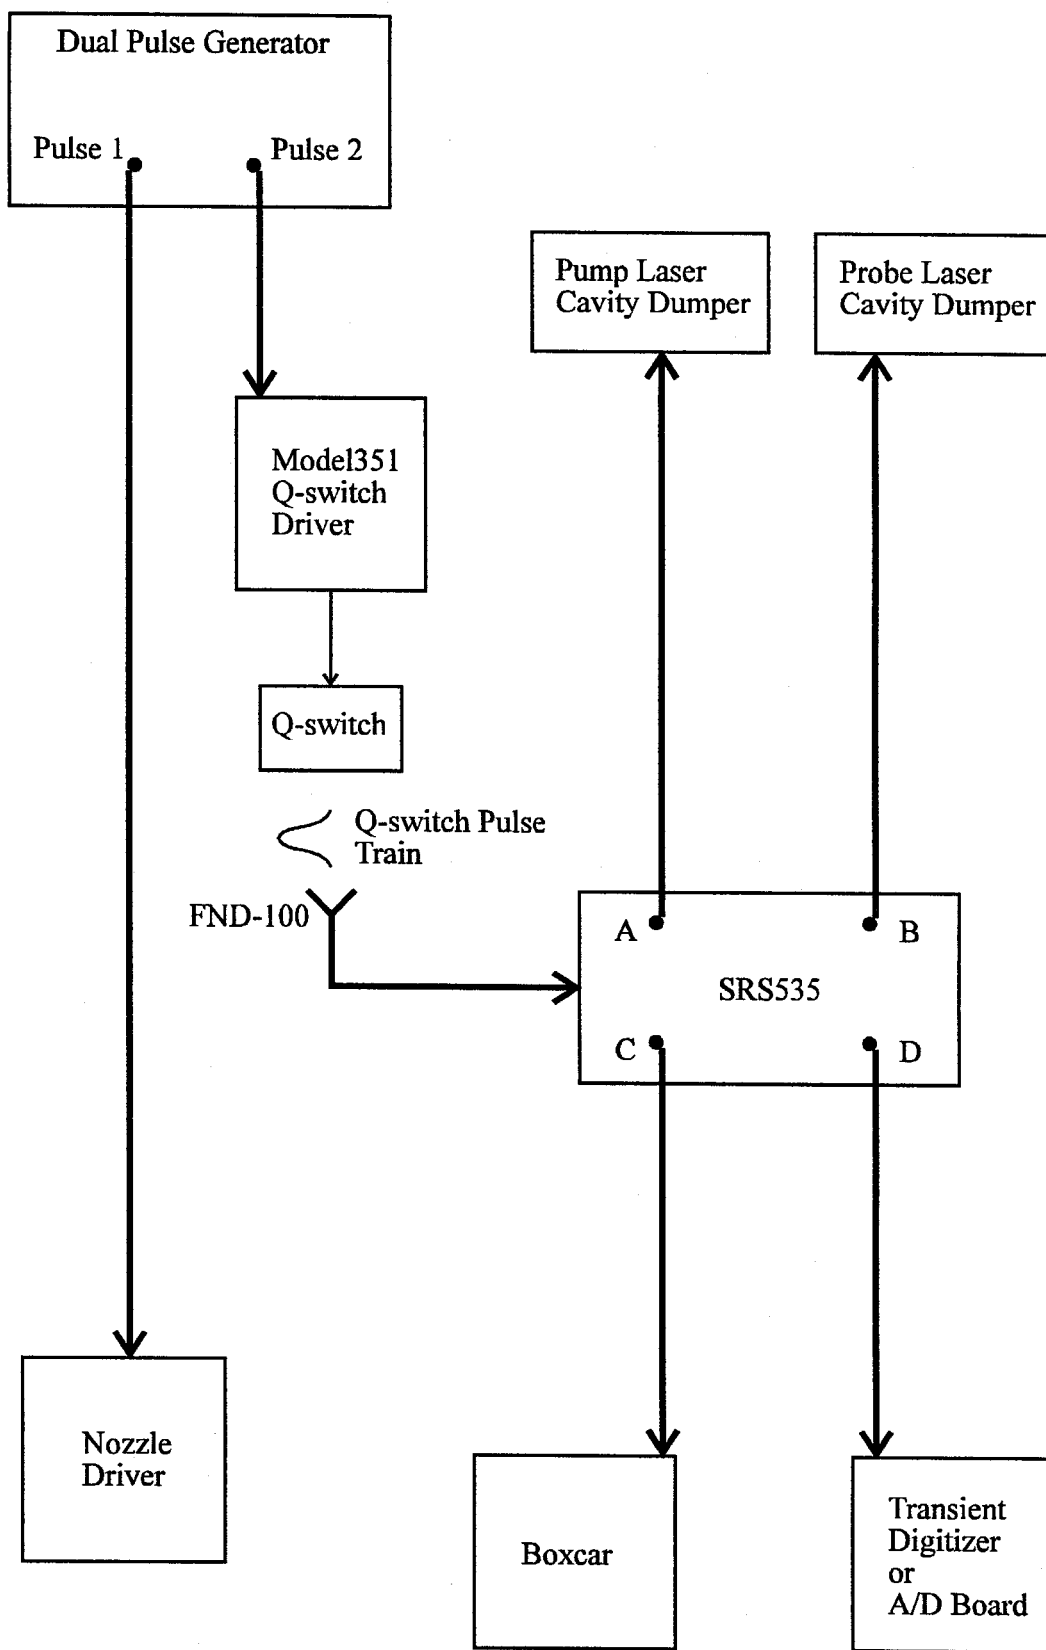 Dual Pulse Generator
Pulse 1
Pulse 2
Pump Laser
Cavity Dumper
Probe Laser
Cavity Dumper
Model351
Q-switch
Driver
Q-switch
Q-switch Pulse
Train
FND-100
A
B
SRS535
C
D
Nozzle
Driver
Boxcar
Transient
Digitizer
or
A/D Board